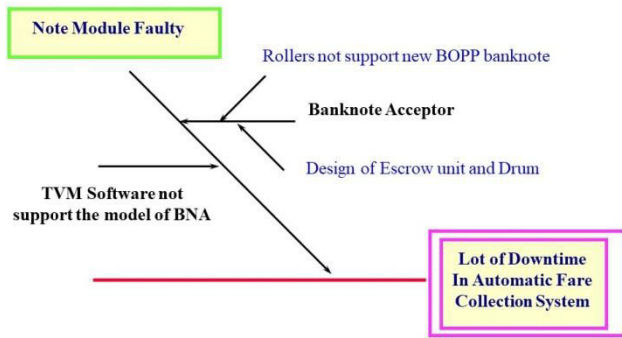 Note Module Faulty
Rollers not support new BOPP banknote
Banknote Acceptor
Design of Escrow unit and Drum
TVM Software not
support the model of BNA
Lot of Downtime
In Automatic Fare
Collection System